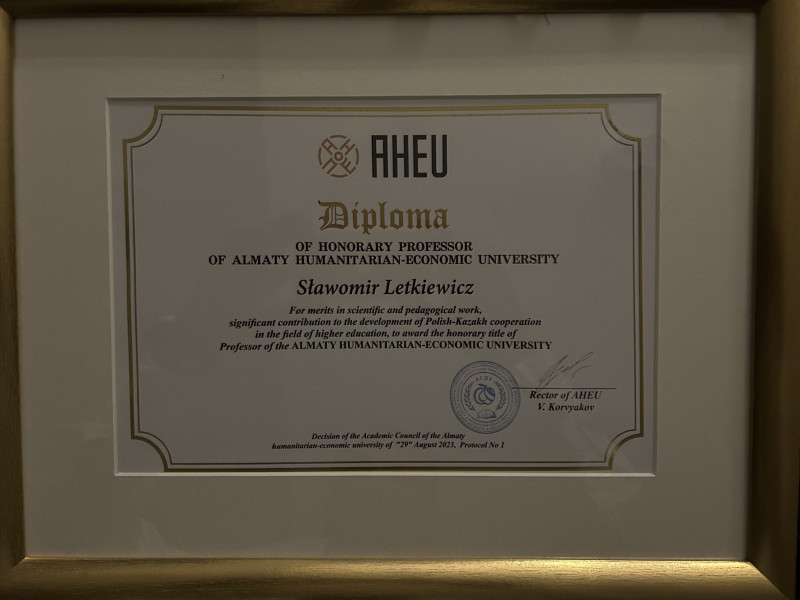 AHEU
Diploma
OF HONORARY PROFESSOR
OF ALMATY HUMANITARIAN-ECONOMIC UNIVERSITY
Sławomir Letkiewicz
For merits in scientific and pedagogical work,
significant contribution to the development of Polish-Kazakh cooperation
in the field of higher education, to award the honorary title of
Professor of the ALMATY HUMANITARIAN-ECONOMIC UNIVERSITY
Rector of AHEU
V. Korvyakov
Decision of the Academic Council of the Almaty
humanitarian-economic university of "29" August 2023, Protocol No 1